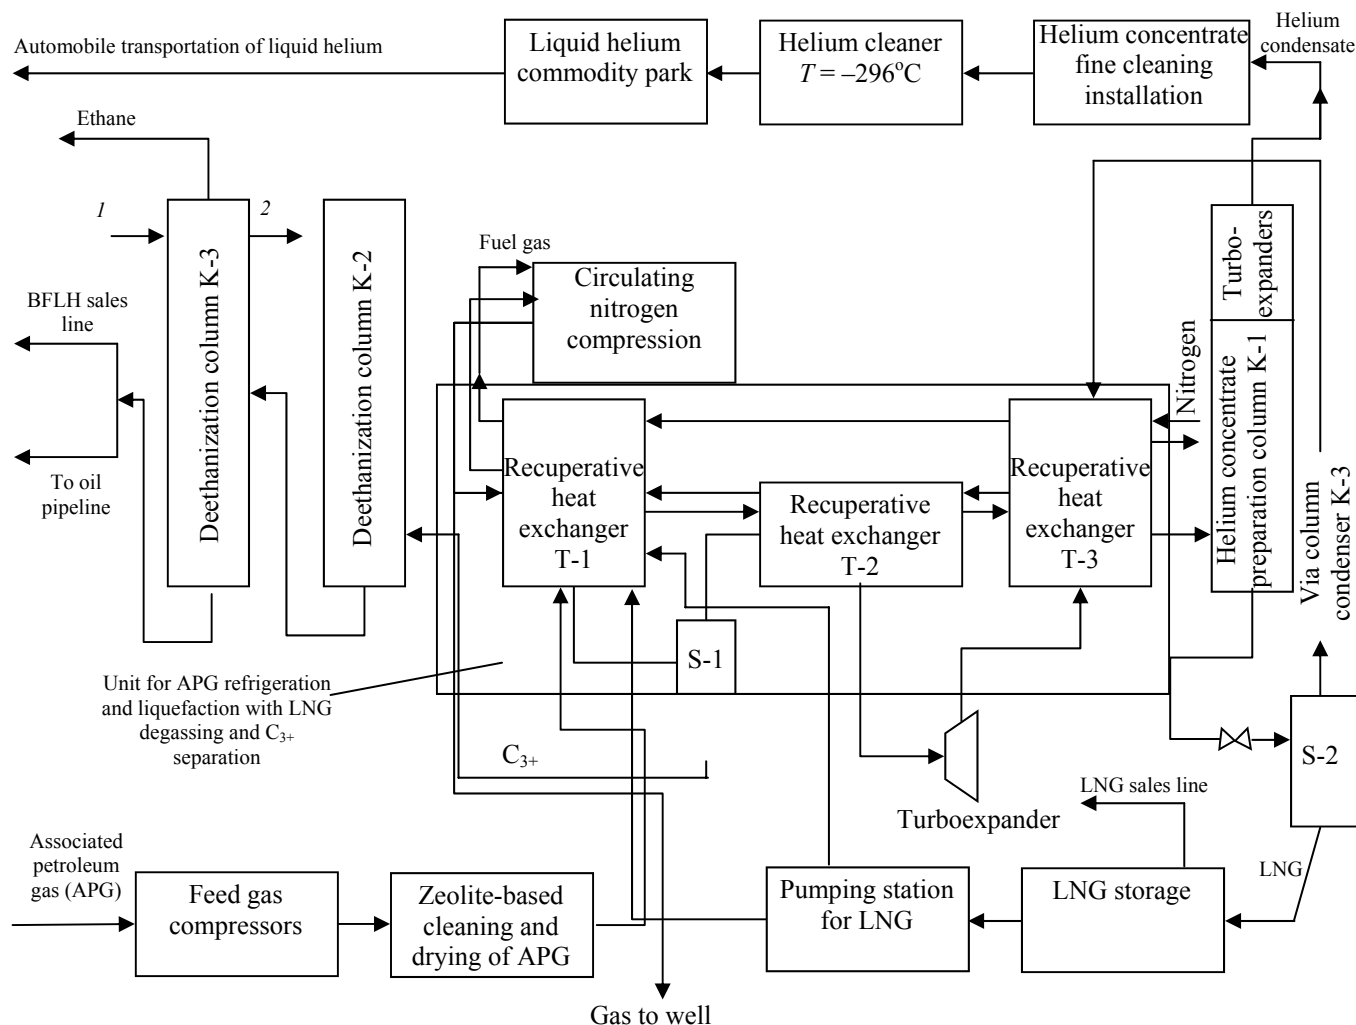 Automobile transportation of liquid helium
Liquid helium
commodity park
Helium cleaner
T = –296°C
Helium concentrate
fine cleaning
installation
Helium
condensate
Ethane
1
2
Deethanization column K-3
Deethanization column K-2
BFLH sales
line
To oil
pipeline
Fuel gas
Circulating
nitrogen
compression
Recuperative
heat
exchanger
T-1
Recuperative
heat exchanger
T-2
Recuperative
heat
exchanger
T-3
Nitrogen
Turbo-
expanders
Helium concentrate
preparation column K-1
Via column
condenser K-3
S-1
Unit for APG refrigeration
and liquefaction with LNG
degassing and C₃₊
separation
C₃₊
Turboexpander
S-2
LNG sales line
LNG
Associated
petroleum
gas (APG)
Feed gas
compressors
Zeolite-based
cleaning and
drying of APG
Pumping station
for LNG
LNG storage
Gas to well